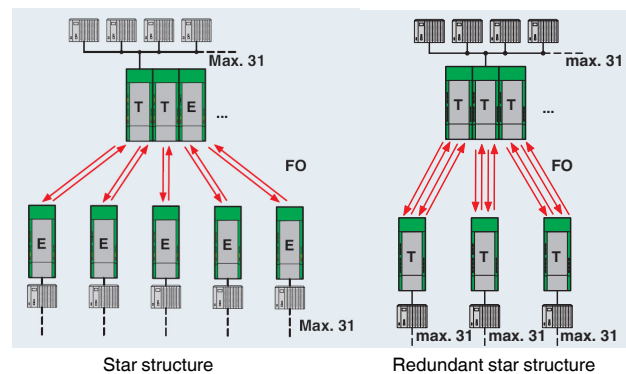 Max. 31
T T E ...
FO
E E E E E
Max. 31
Star structure
max. 31
T T T ...
FO
T T T
max. 31 max. 31 max. 31
Redundant star structure